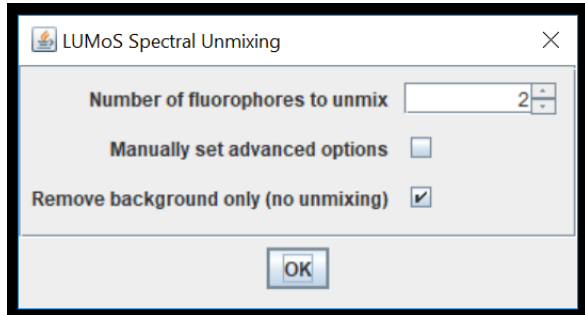 LUMoS Spectral Unmixing
Number of fluorophores to unmix 2
Manually set advanced options
Remove background only (no unmixing)
OK